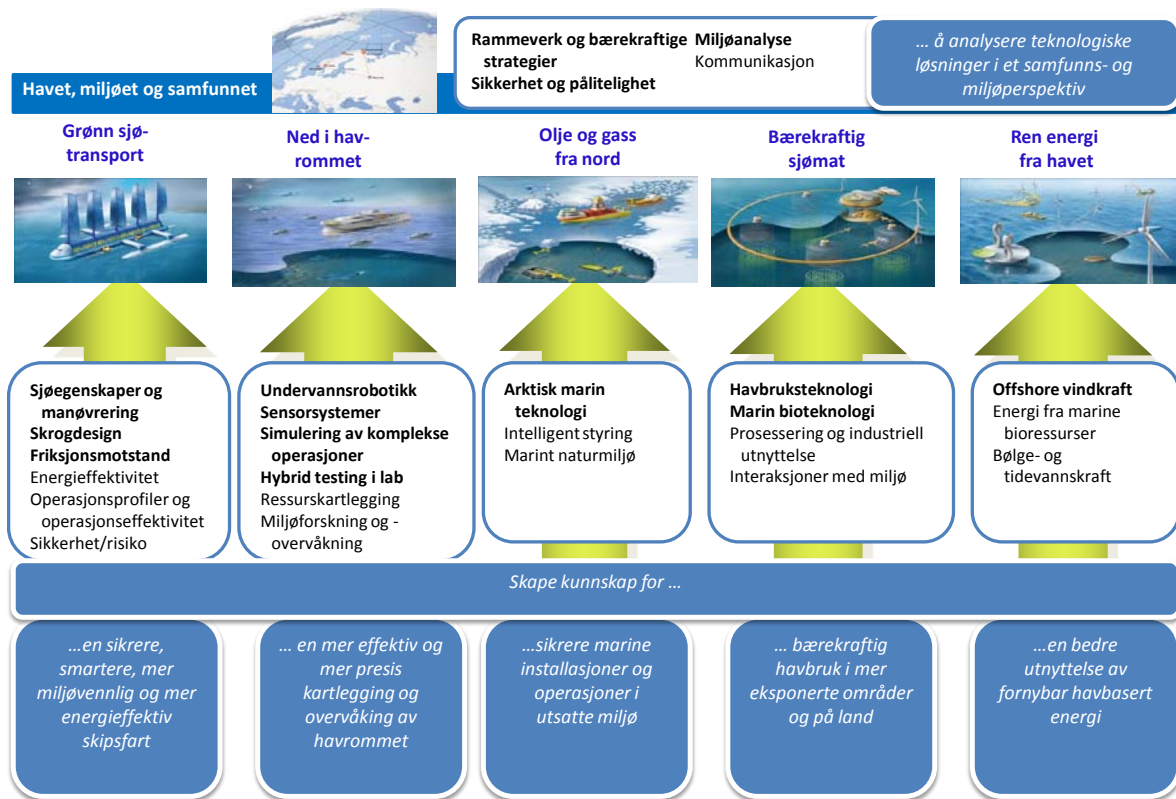 Rammeverk og bærekraftige
strategier
Sikkerhet og pålitelighet
Miljøanalyse
Kommunikasjon
… å analysere teknologiske
løsninger i et samfunns- og
miljøperspektiv
Havet, miljøet og samfunnet
Grønn sjø-
transport
Ned i hav-
rommet
Olje og gass
fra nord
Bærekraftig
sjømat
Ren energi
fra havet
Sjøegenskaper og
manøvrering
Skrogdesign
Friksjonsmotstand
Energieffektivitet
Operasjonsprofiler og
operasjonseffektivitet
Sikkerhet/risiko
Undervannsrobotikk
Sensorsystemer
Simulering av komplekse
operasjoner
Hybrid testing i lab
Ressurskartlegging
Miljøforskning og -
overvåkning
Arktisk marin
teknologi
Intelligent styring
Marint naturmiljø
Havbruksteknologi
Marin bioteknologi
Prosessering og industriell
utnyttelse
Interaksjoner med miljø
Offshore vindkraft
Energi fra marine
bioressurser
Bølge- og
tidevannskraft
Skape kunnskap for …
…en sikrere,
smartere, mer
miljøvennlig og mer
energieffektiv
skipsfart
… en mer effektiv og
mer presis
kartlegging og
overvåking av
havrommet
…sikrere marine
installasjoner og
operasjoner i
utsatte miljø
… bærekraftig
havbruk i mer
eksponerte områder
og på land
…en bedre
utnyttelse av
fornybar havbasert
energi